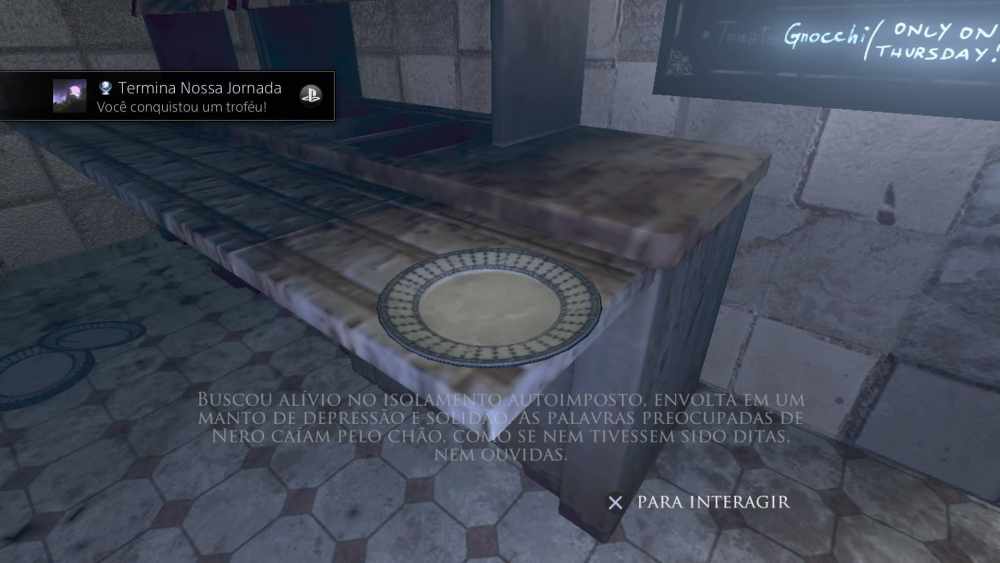 Gnocchi/ ONLY ON
THURSDAY!
Termina Nossa Jornada
Você conquistou um troféu!
BUSCOU ALÍVIO NO ISOLAMENTO AUTOIMPOSTO, ENVOLTA EM UM
MANTO DE DEPRESSÃO E SOLIDÃO. AS PALAVRAS PREOCUPADAS DE
NERO CAÍAM PELO CHÃO, COMO SE NEM TIVESSEM SIDO DITAS,
NEM OUVIDAS.
PARA INTERAGIR